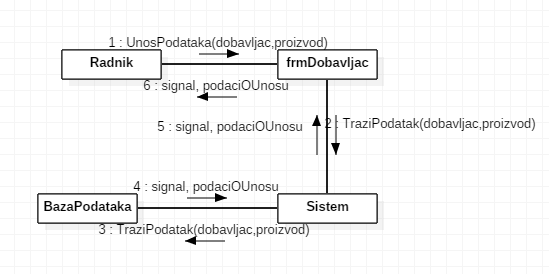 1 : UnosPodataka(dobavljac,proizvod)
Radnik
frmDobavljac
6 : signal, podaciOUnosu
5 : signal, podaciOUnosu
2 : TraziPodatak(dobavljac,proizvod)
4 : signal, podaciOUnosu
BazaPodataka
Sistem
3 : TraziPodatak(dobavljac,proizvod)